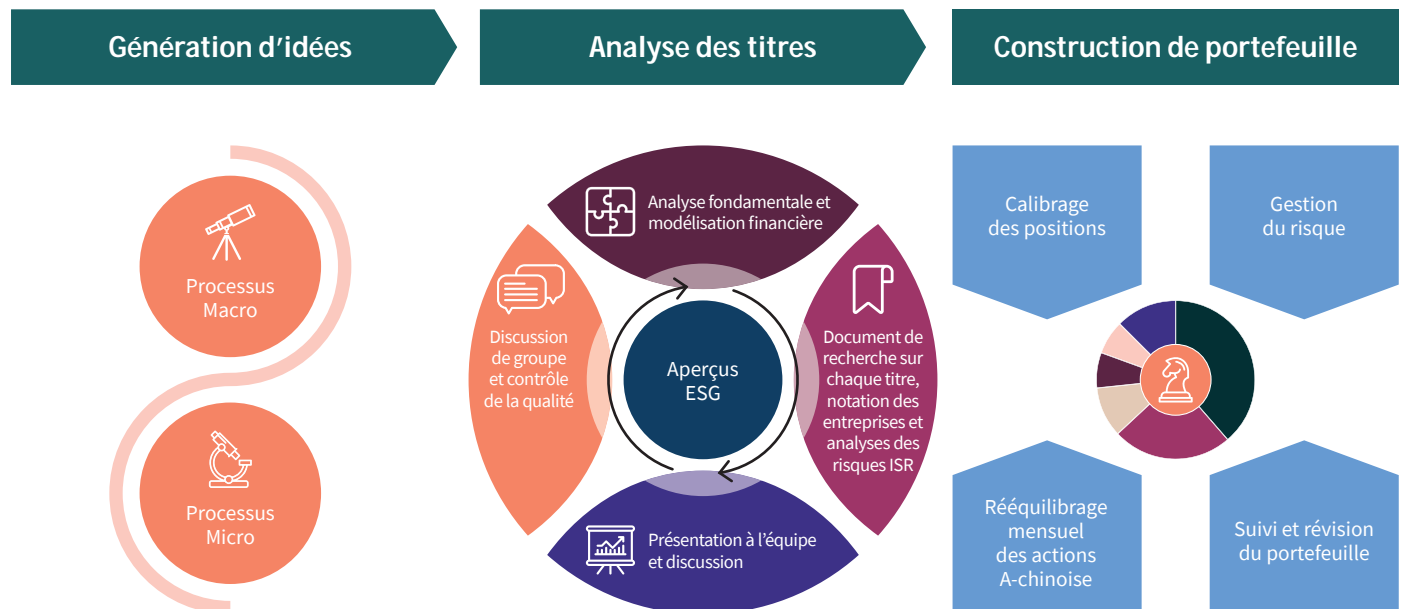 Génération d’idées
Analyse des titres
Construction de portefeuille
Processus
Macro
Processus
Micro
Analyse fondamentale et
modélisation financière
Discussion
de groupe
et contrôle
de la qualité
Aperçus
ESG
Document de
recherche sur
chaque titre,
notation des
entreprises et
analyses des
risques ISR
Présentation à l’équipe
et discussion
Calibrage
des positions
Gestion
du risque
Rééquilibrage
mensuel
des actions
A-chinoise
Suivi et révision
du portefeuille